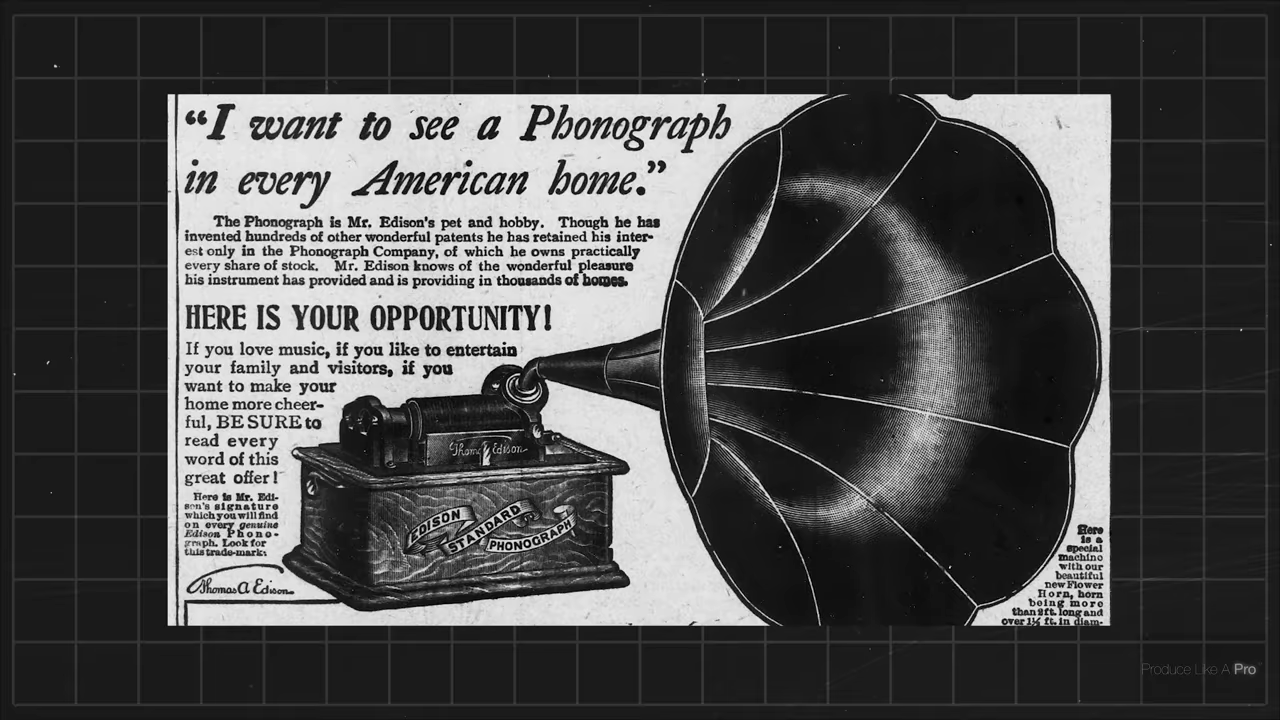 “I want to see a Phonograph
in every American home.”
The Phonograph is Mr. Edison's pet and hobby. Though he has
invented hundreds of other wonderful patents he has retained his inter-
est only in the Phonograph Company, of which he owns practically
every share of stock. Mr. Edison knows of the wonderful pleasure
his instrument has provided and is providing in thousands of homes.
HERE IS YOUR OPPORTUNITY!
If you love music, if you like to entertain
your family and visitors, if you
want to make your
home more cheer-
ful, BE SURE to
read every
word of this
great offer!
Here is Mr. Edi-
son's signature
which you will find
on every genuine
Edison Phono-
graph. Look for
this trade-mark:
Thomas A Edison
Thomas Edison
EDISON
STANDARD
PHONOGRAPH
Here
is a
special
machine
with our
beautiful
new Flower
Horn, horn
being more
than 2 ft. long and
over 1½ ft. in diam-
Produce Like A Pro